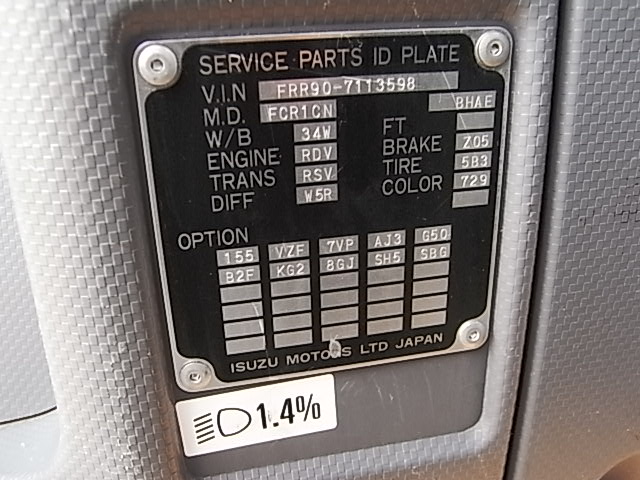 SERVICE PARTS ID PLATE
V.I.N FRR90-7113598
M.D. FCR1CN BHAE
W/B 34W FT
ENGINE RDV BRAKE Z05
TRANS RSV TIRE 5B3
DIFF W5R COLOR 729
OPTION
155 VZF 7VP AJ3 G50
B2F KG2 8GJ SH5 SBG
ISUZU MOTORS LTD JAPAN
1.4%